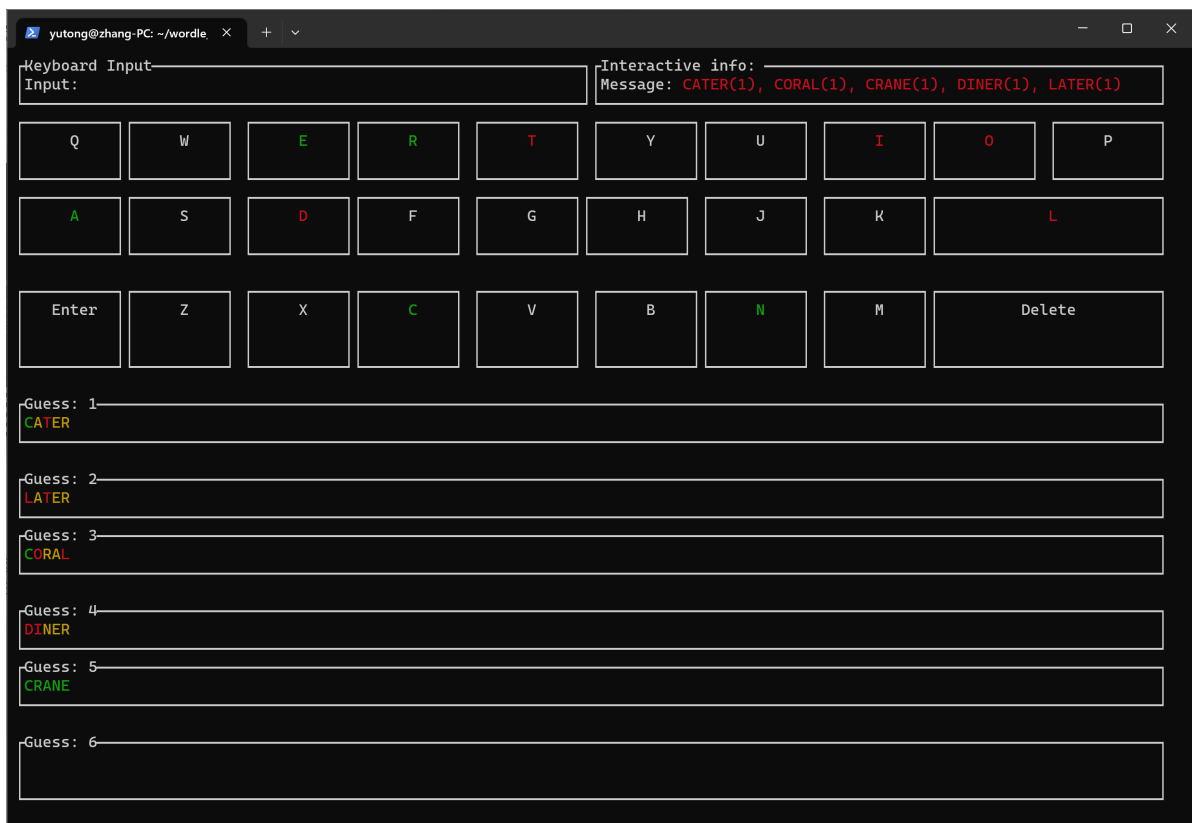 yutong@zhang-PC: ~/wordle
Keyboard Input
Input:
Interactive info:
Message: CATER(1), CORAL(1), CRANE(1), DINER(1), LATER(1)
Q W E R T Y U I O P
A S D F G H J K L
Enter Z X C V B N M Delete
Guess: 1
CATER
Guess: 2
LATER
Guess: 3
CORAL
Guess: 4
DINER
Guess: 5
CRANE
Guess: 6